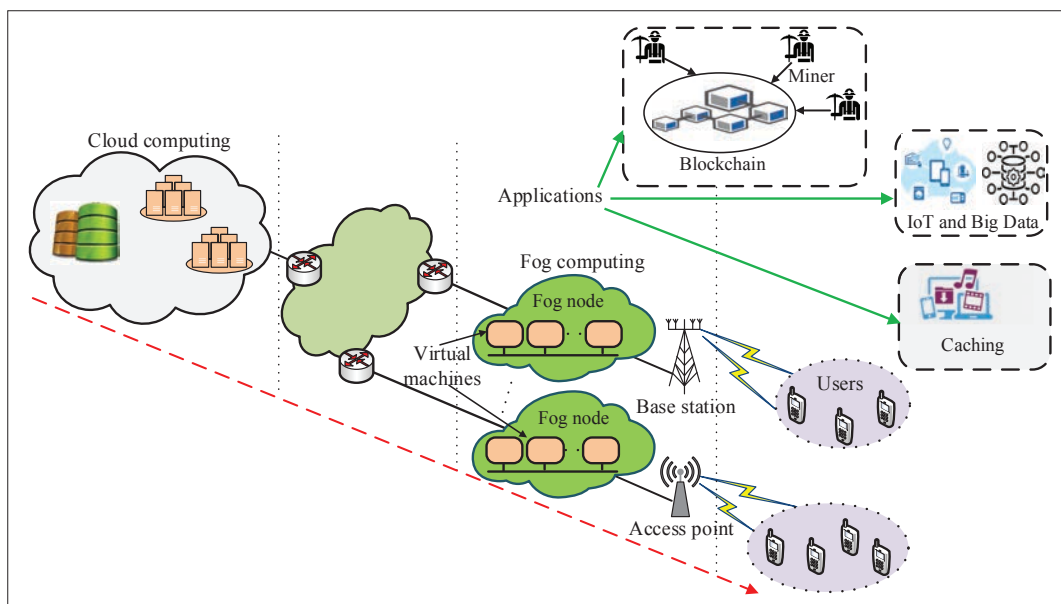 Miner
Blockchain
Cloud computing
Applications
IoT and Big Data
Fog computing
Fog node
Virtual
machines
Caching
Users
Base station
Fog node
Access point